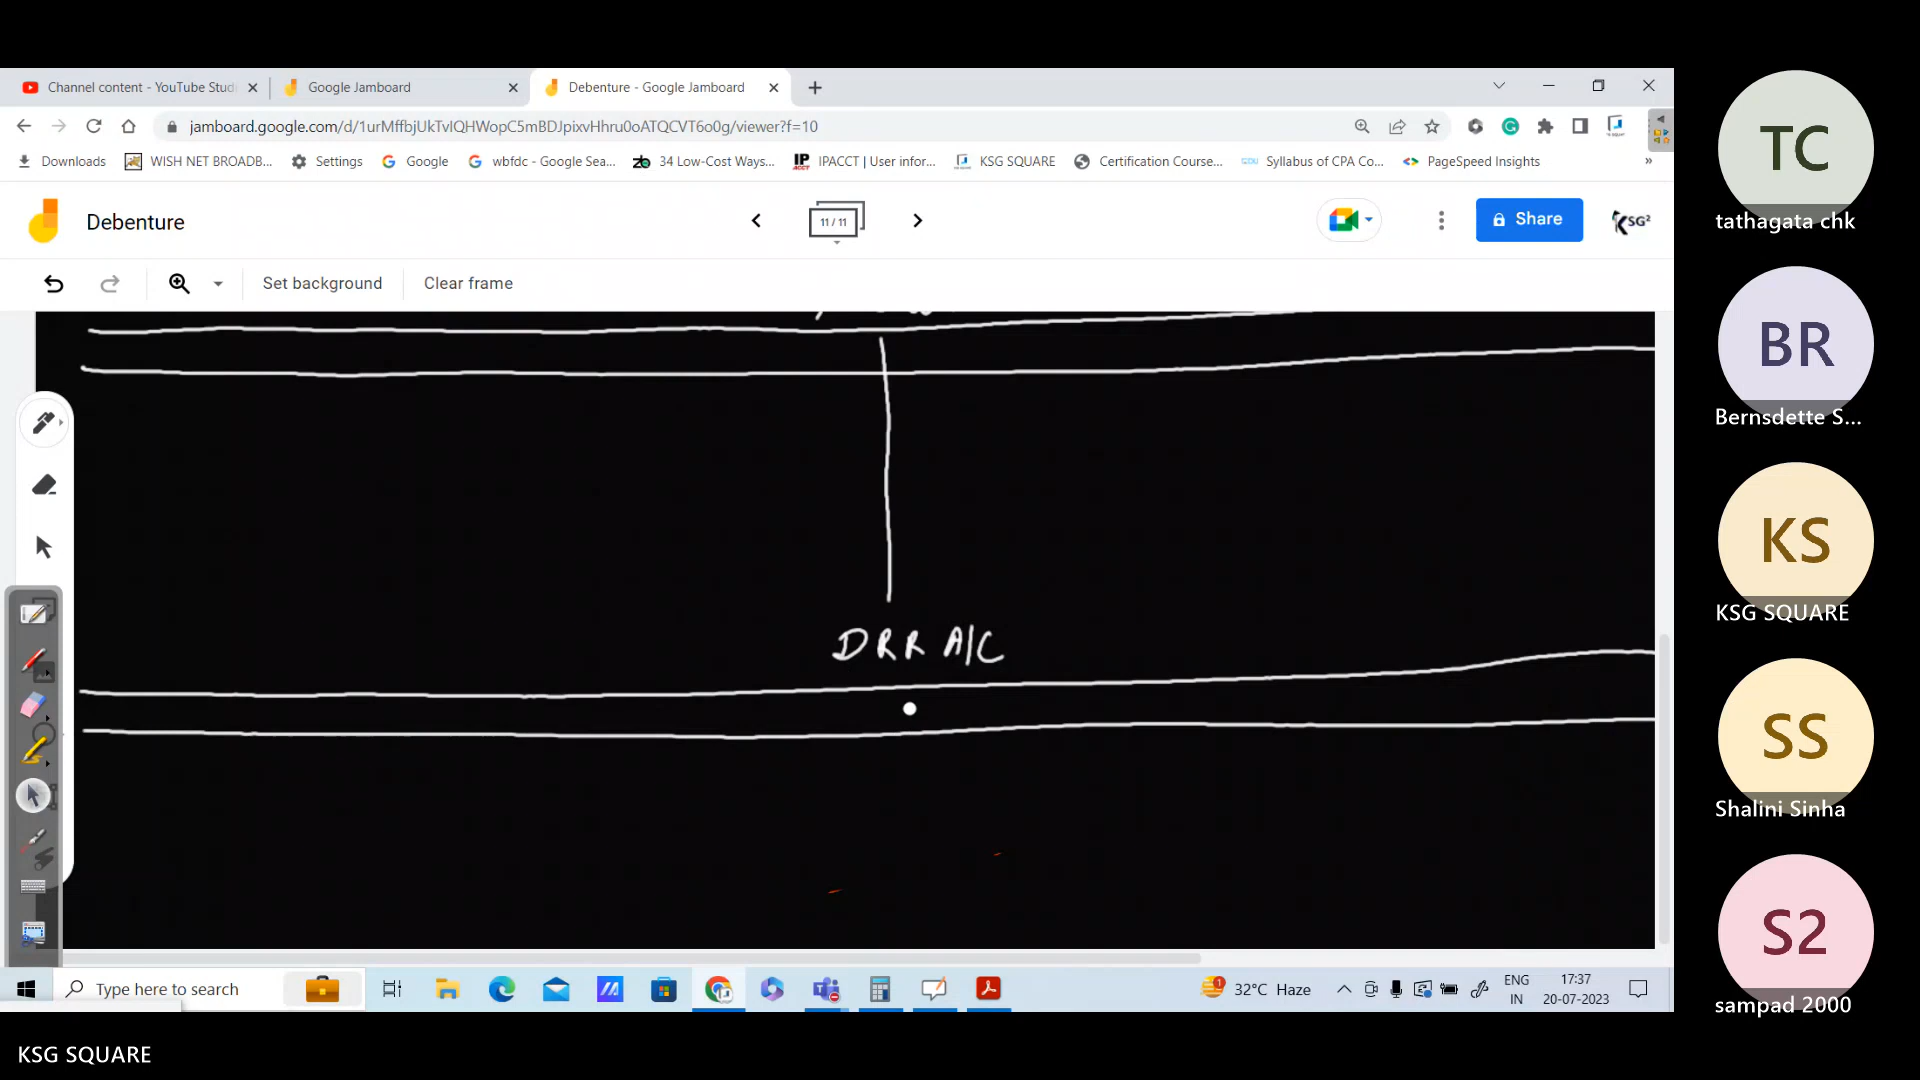 Channel content - YouTube Stud
Google Jamboard
Debenture - Google Jamboard
jamboard.google.com/d/1urMffbjUkTvIQHWopC5mBDJpixvHhru0oATQCVT6o0g/viewer?f=10
Downloads
WISH NET BROADB...
Settings
Google
wbfdc - Google Sea...
34 Low-Cost Ways...
IPACCT | User infor...
KSG SQUARE
Certification Course...
Syllabus of CPA Co...
PageSpeed Insights
»
Debenture
11 / 11
Share
KSG²
Set background
Clear frame
DRR A/C
TC
tathagata chk
BR
Bernsdette S...
KS
KSG SQUARE
SS
Shalini Sinha
S2
sampad 2000
Type here to search
1
32°C Haze
ENG
IN
17:37
20-07-2023
KSG SQUARE